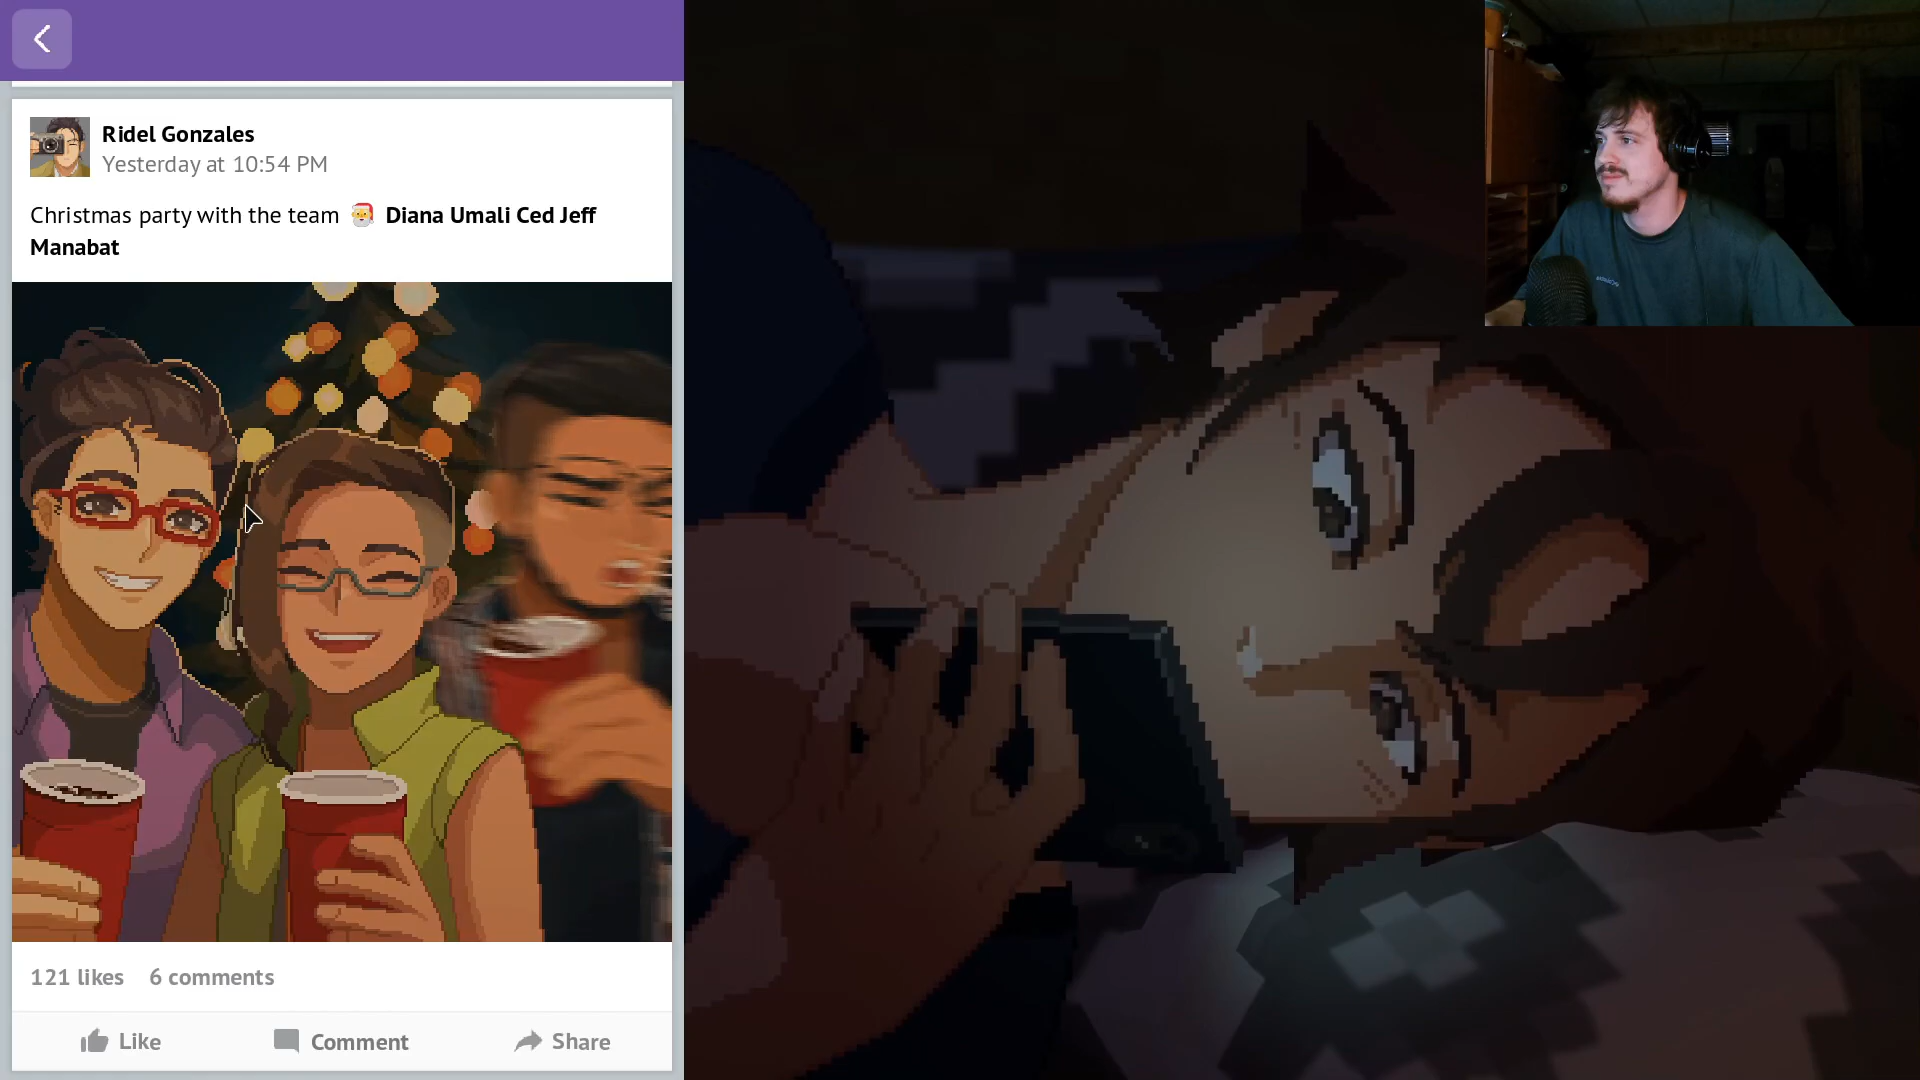 Ridel Gonzales
Yesterday at 10:54 PM
Christmas party with the team 🎅 Diana Umali Ced Jeff
Manabat
121 likes 6 comments
Like Comment Share